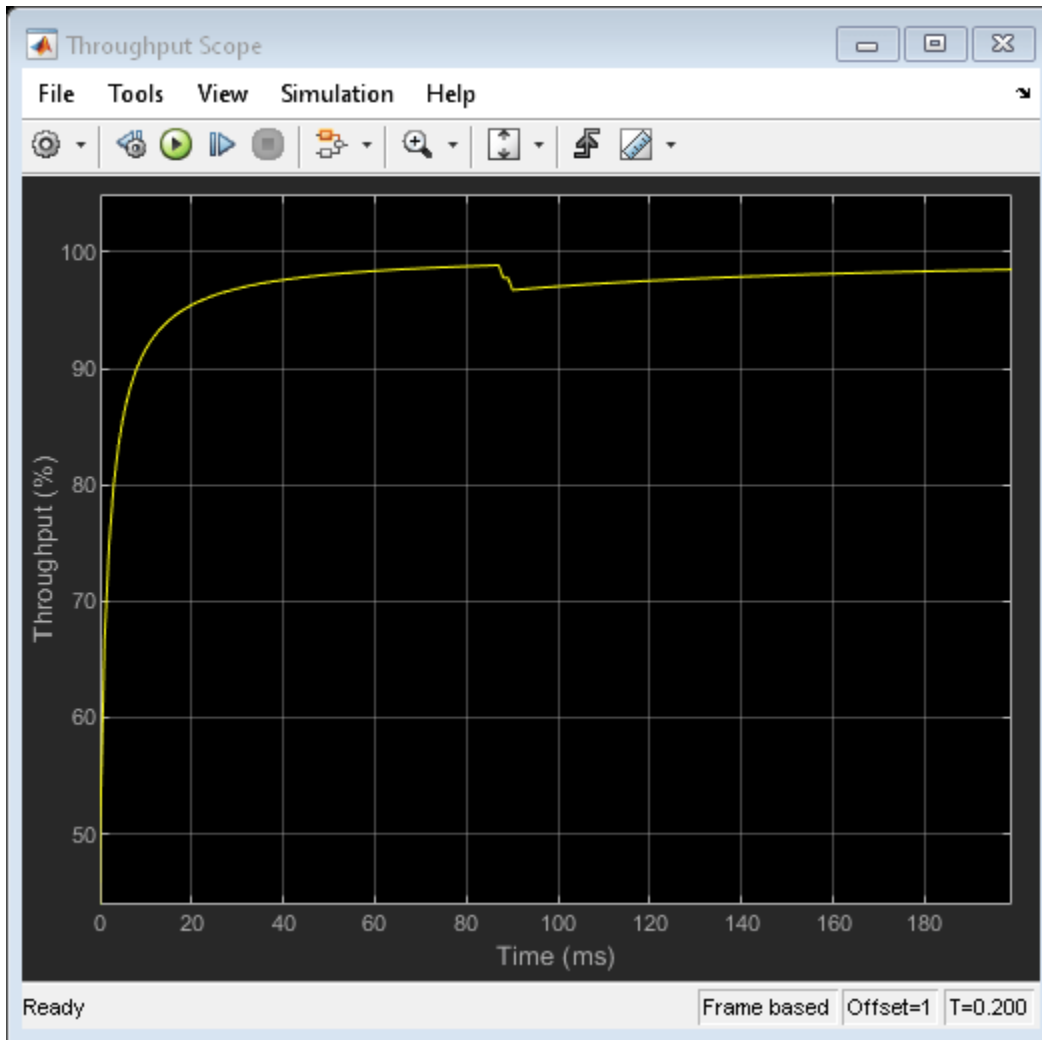 Throughput Scope
File Tools View Simulation Help
100
90
80
70
60
50
Throughput (%)
0 20 40 60 80 100 120 140 160 180
Time (ms)
Ready Frame based Offset=1 T=0.200